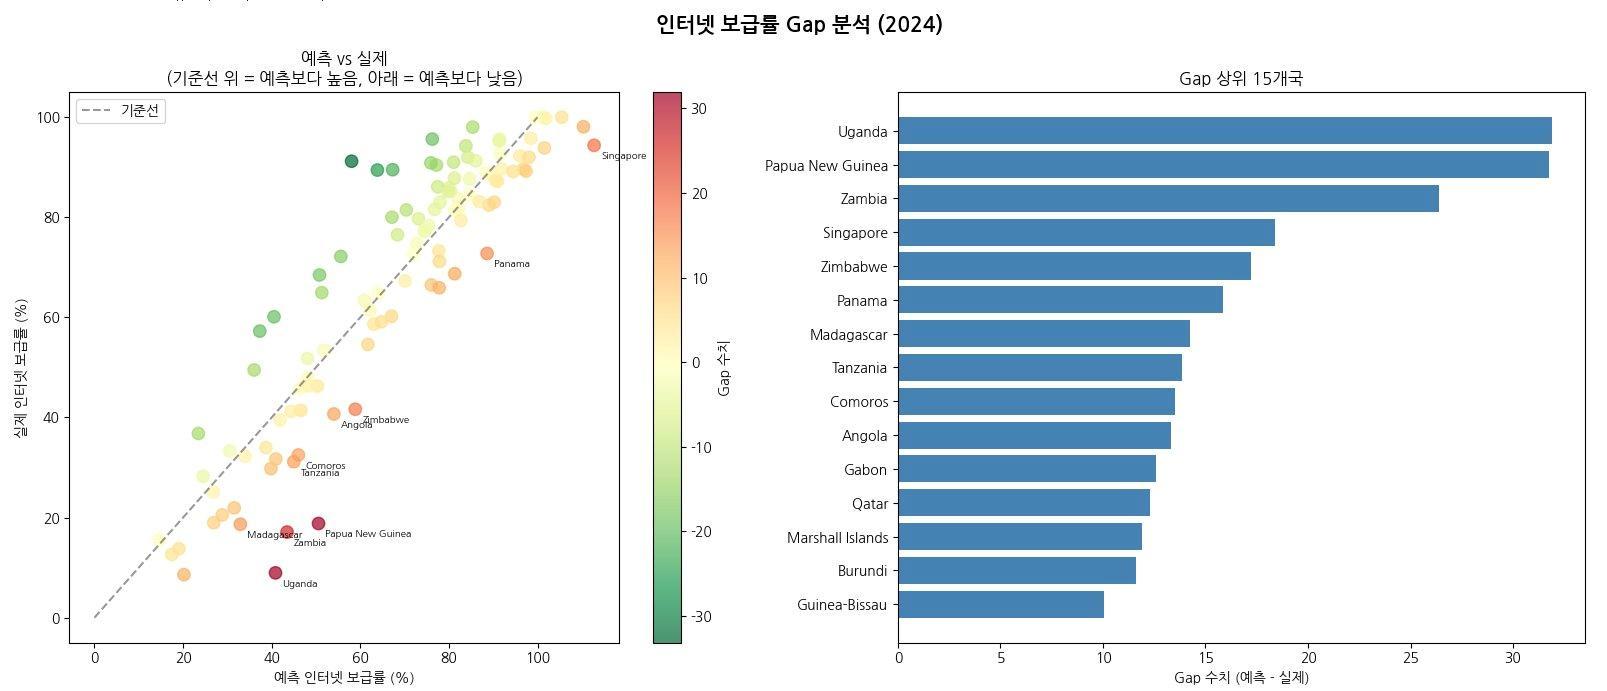 인터넷 보급률 Gap 분석 (2024)
예측 vs 실제
(기준선 위 = 예측보다 높음, 아래 = 예측보다 낮음)
기준선
실제 인터넷 보급률 (%)
100
80
60
40
20
0
0
20
40
60
80
100
예측 인터넷 보급률 (%)
Singapore
Panama
Zimbabwe
Angola
Comoros
Tanzania
Madagascar
Papua New Guinea
Zambia
Uganda
30
20
10
0
-10
-20
-30
Gap 수치
Gap 상위 15개국
Uganda
Papua New Guinea
Zambia
Singapore
Zimbabwe
Panama
Madagascar
Tanzania
Comoros
Angola
Gabon
Qatar
Marshall Islands
Burundi
Guinea-Bissau
0
5
10
15
20
25
30
Gap 수치 (예측 - 실제)